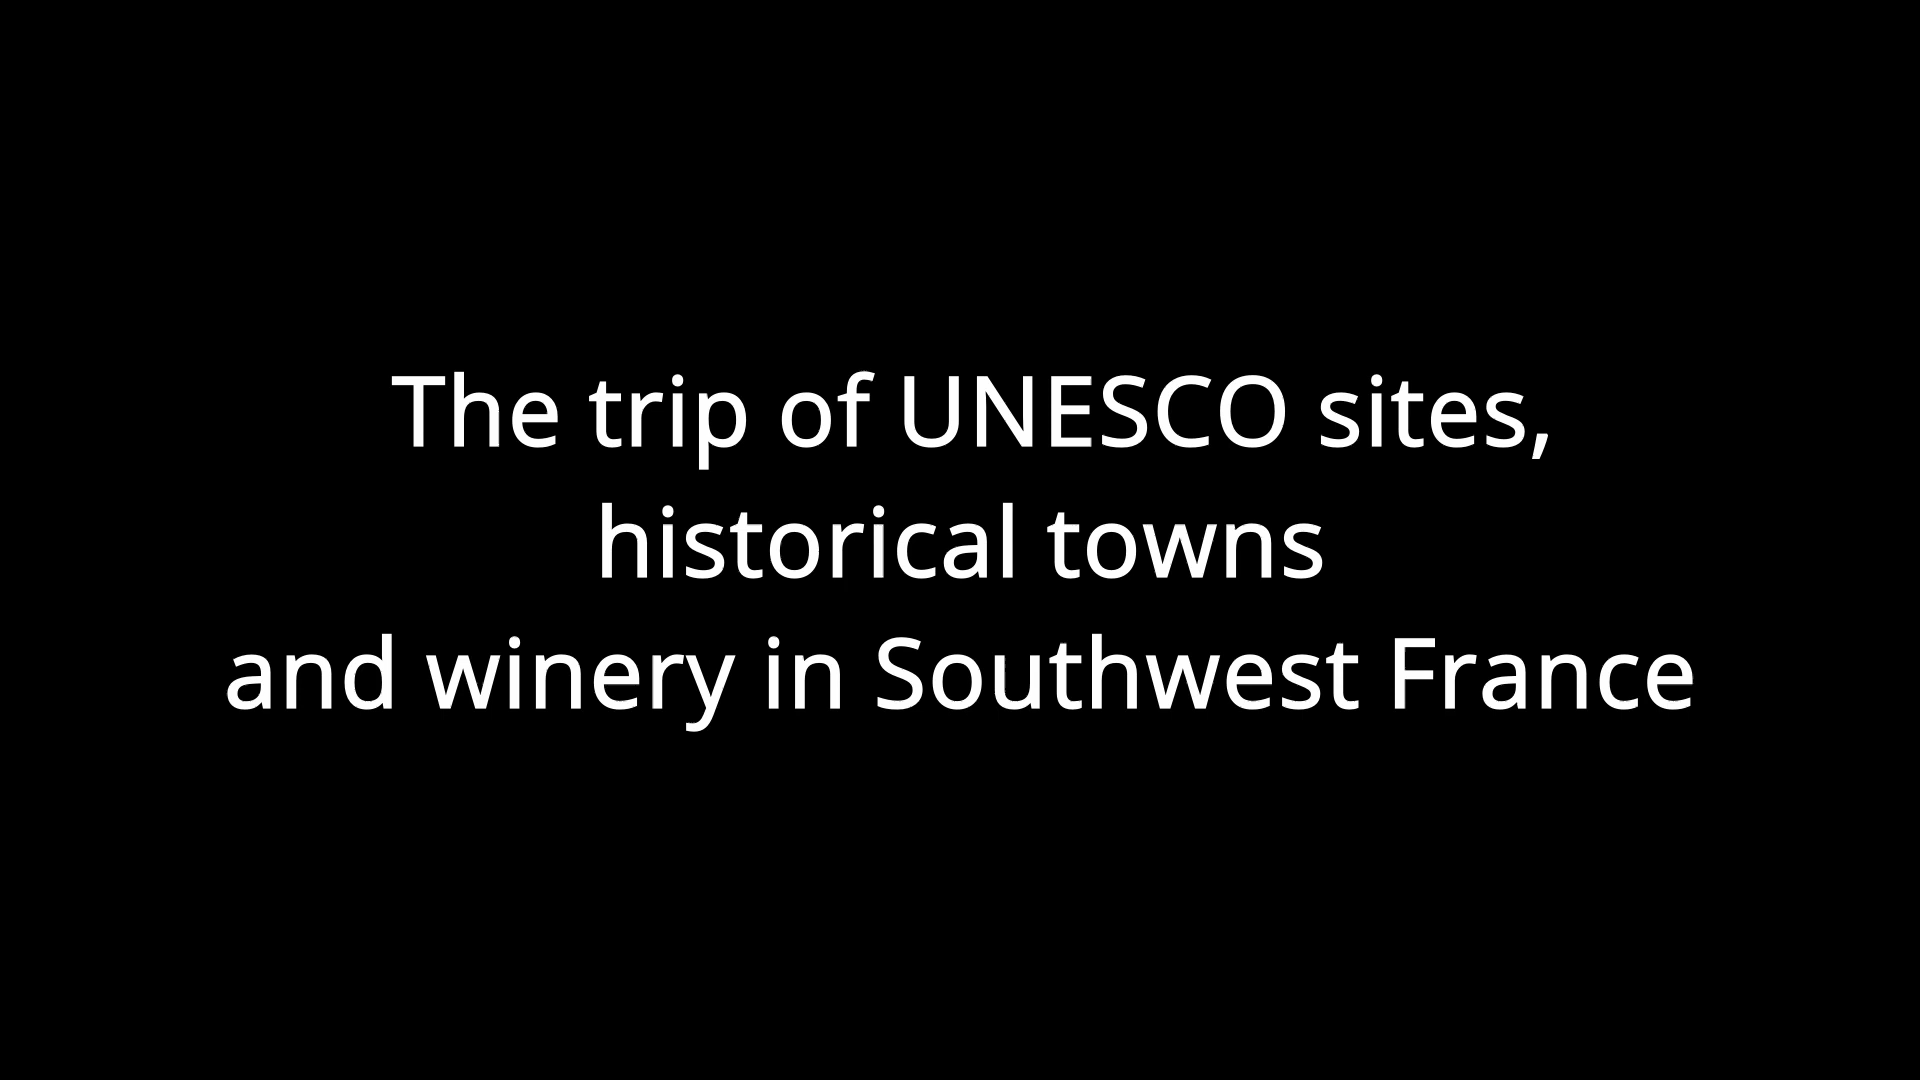 The trip of UNESCO sites,
historical towns
and winery in Southwest France